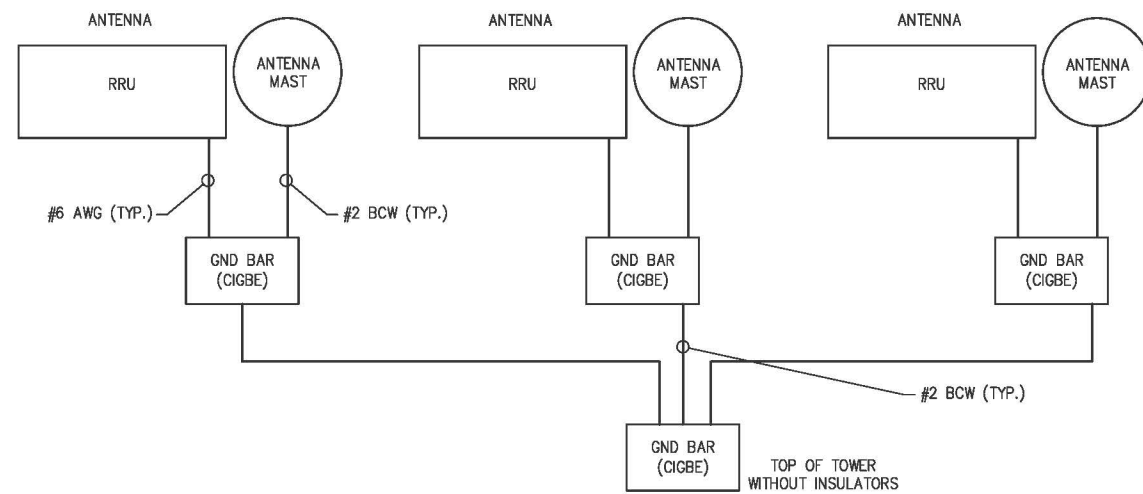 ANTENNA
ANTENNA
ANTENNA
RRU
ANTENNA
MAST
RRU
ANTENNA
MAST
RRU
ANTENNA
MAST
#6 AWG (TYP.)
#2 BCW (TYP.)
GND BAR
(CIGBE)
GND BAR
(CIGBE)
GND BAR
(CIGBE)
#2 BCW (TYP.)
GND BAR
(CIGBE)
TOP OF TOWER
WITHOUT INSULATORS